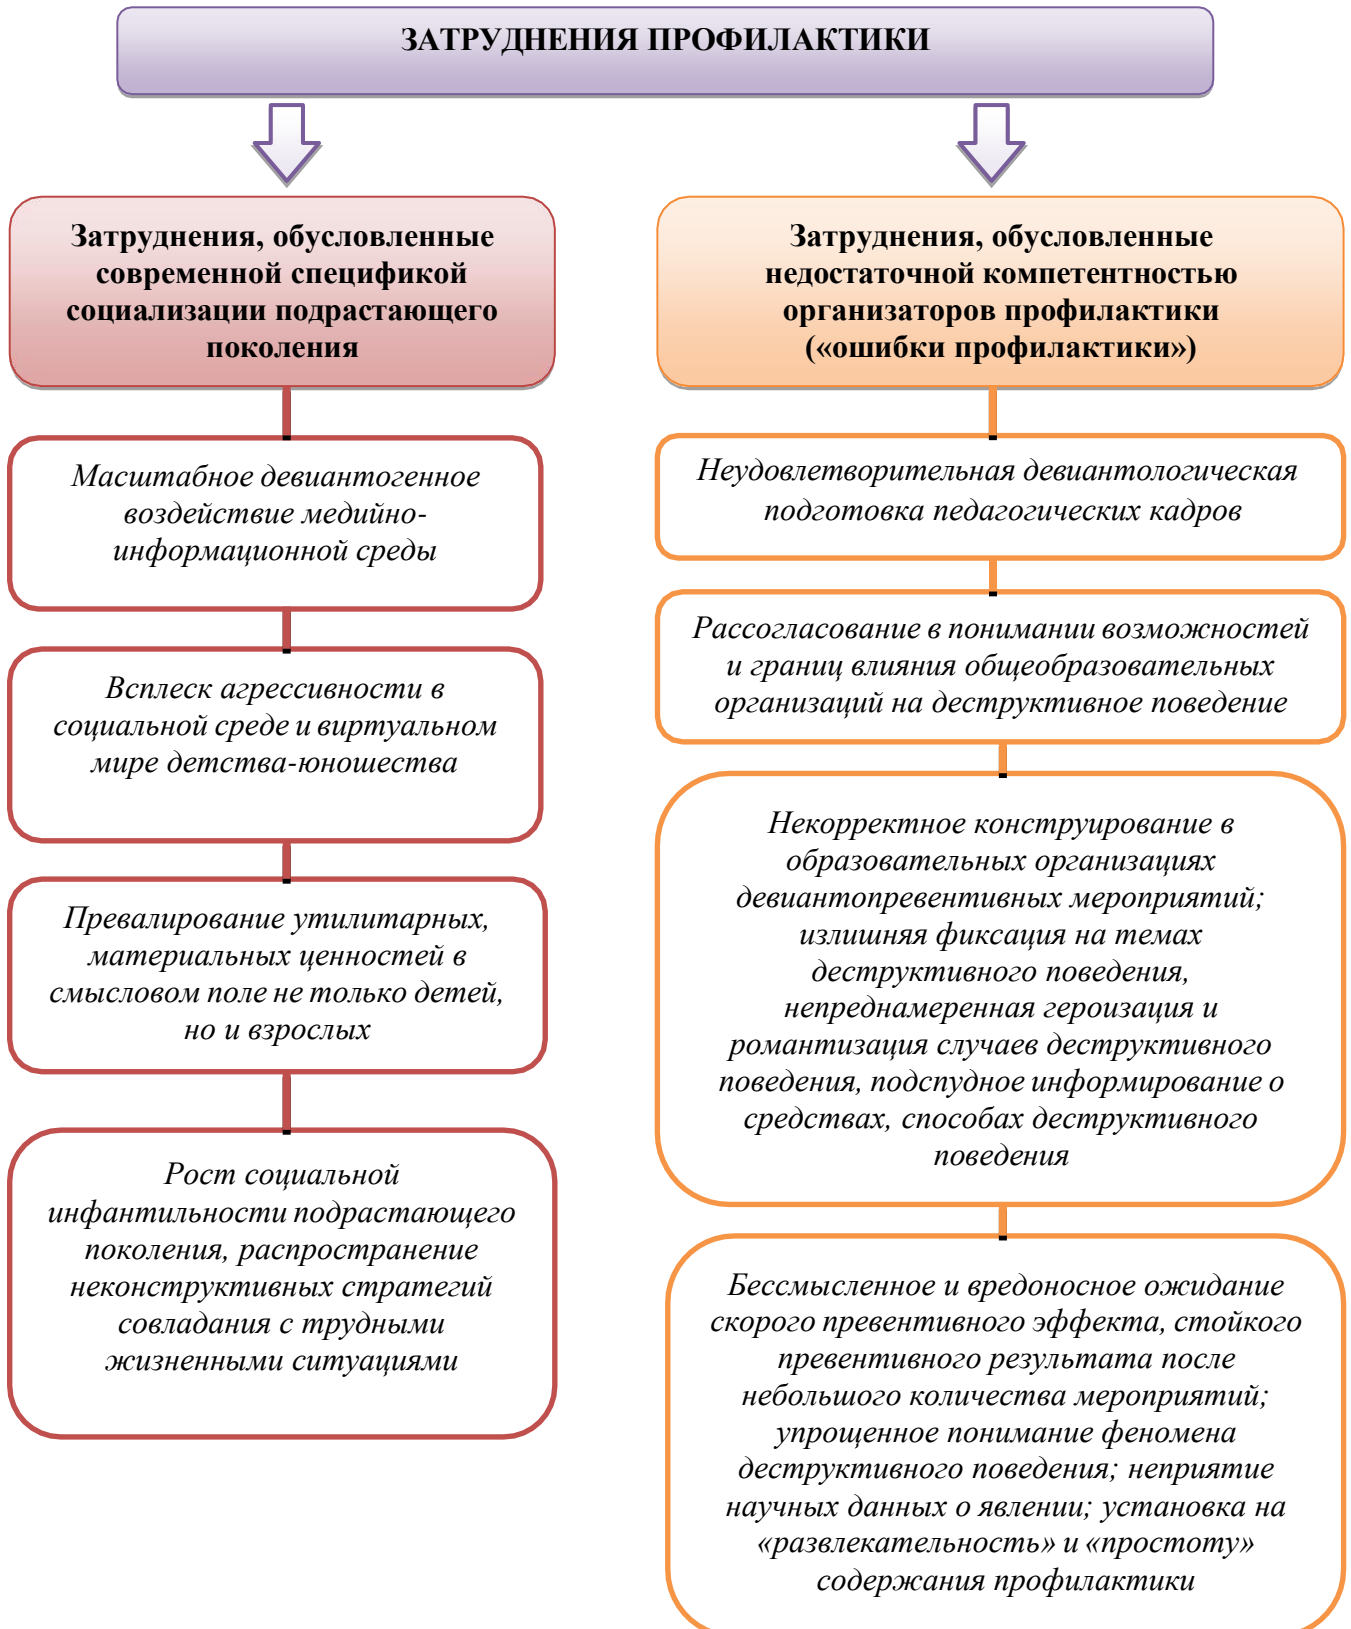 ЗАТРУДНЕНИЯ ПРОФИЛАКТИКИ
Затруднения, обусловленные
современной спецификой
социализации подрастающего
поколения
Масштабное девиантогенное
воздействие медийно-
информационной среды
Всплеск агрессивности в
социальной среде и виртуальном
мире детства-юношества
Превалирование утилитарных,
материальных ценностей в
смысловом поле не только детей,
но и взрослых
Рост социальной
инфантильности подрастающего
поколения, распространение
неконструктивных стратегий
совладания с трудными
жизненными ситуациями
Затруднения, обусловленные
недостаточной компетентностью
организаторов профилактики
(«ошибки профилактики»)
Неудовлетворительная девиантологическая
подготовка педагогических кадров
Рассогласование в понимании возможностей
и границ влияния общеобразовательных
организаций на деструктивное поведение
Некорректное конструирование в
образовательных организациях
девиантопревентивных мероприятий;
излишняя фиксация на темах
деструктивного поведения,
непреднамеренная героизация и
романтизация случаев деструктивного
поведения, подспудное информирование о
средствах, способах деструктивного
поведения
Бессмысленное и вредоносное ожидание
скорого превентивного эффекта, стойкого
превентивного результата после
небольшого количества мероприятий;
упрощенное понимание феномена
деструктивного поведения; неприятие
научных данных о явлении; установка на
«развлекательность» и «простоту»
содержания профилактики